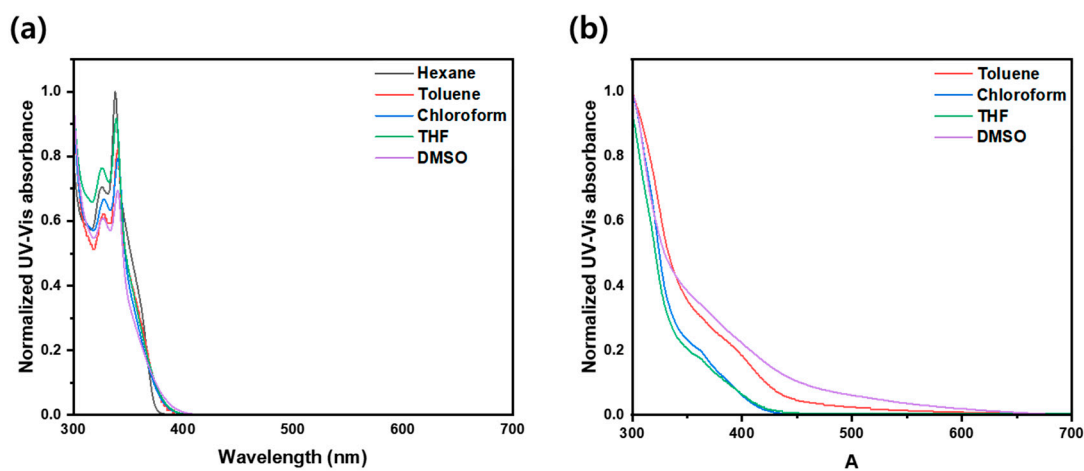 (a)
Normalized UV-Vis absorbance
1.0
0.8
0.6
0.4
0.2
0.0
Hexane
Toluene
Chloroform
THF
DMSO
300
400
500
600
700
Wavelength (nm)
(b)
Normalized UV-Vis absorbance
1.0
0.8
0.6
0.4
0.2
0.0
Toluene
Chloroform
THF
DMSO
300
400
500
600
700
A